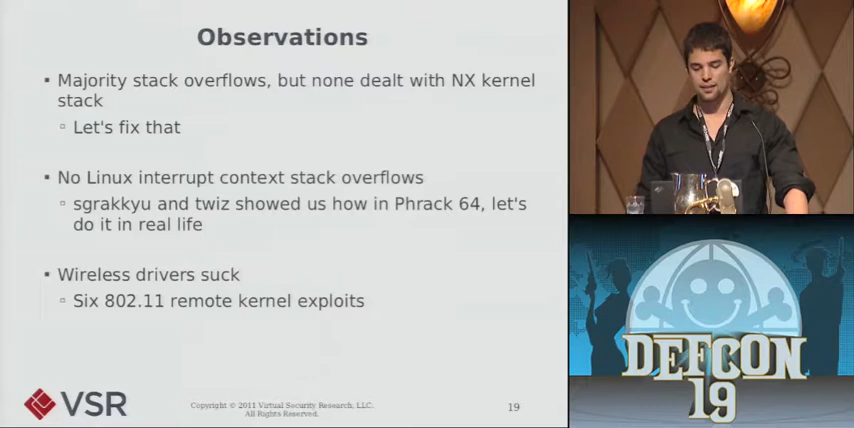 Observations
▪ Majority stack overflows, but none dealt with NX kernel
stack
▫ Let's fix that
▪ No Linux interrupt context stack overflows
▫ sgrakkyu and twiz showed us how in Phrack 64, let's
do it in real life
▪ Wireless drivers suck
▫ Six 802.11 remote kernel exploits
VSR
Copyright © 2011 Virtual Security Research, LLC.
All Rights Reserved.
19
DEFCON
19